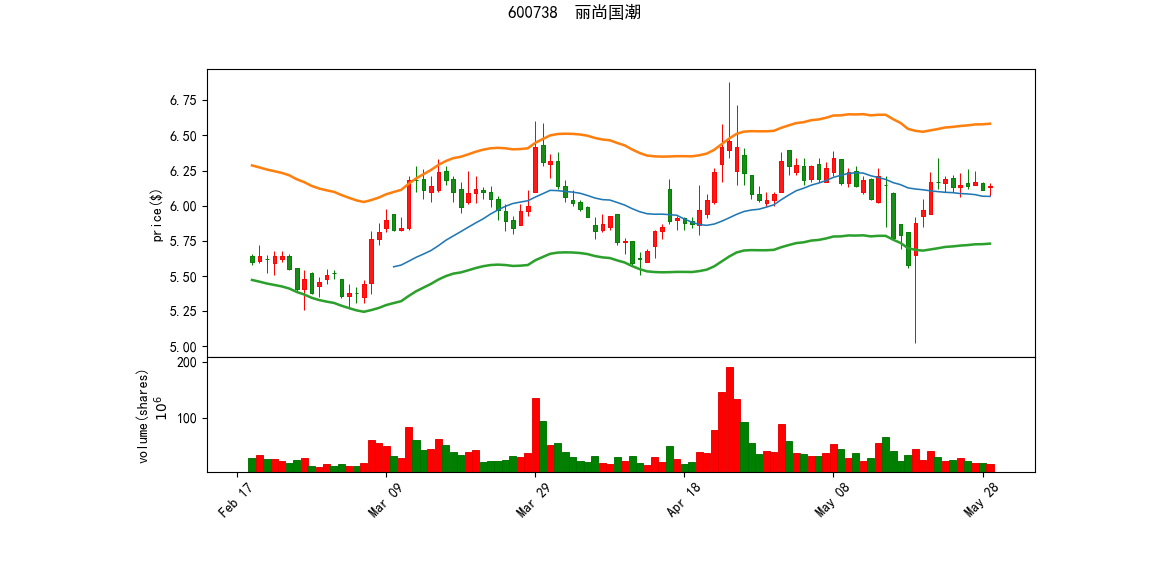 600738 丽尚国潮
price($)
6.75
6.50
6.25
6.00
5.75
5.50
5.25
5.00
volume(shares)
10^6
200
100
Feb 17
Mar 09
Mar 29
Apr 18
May 08
May 28